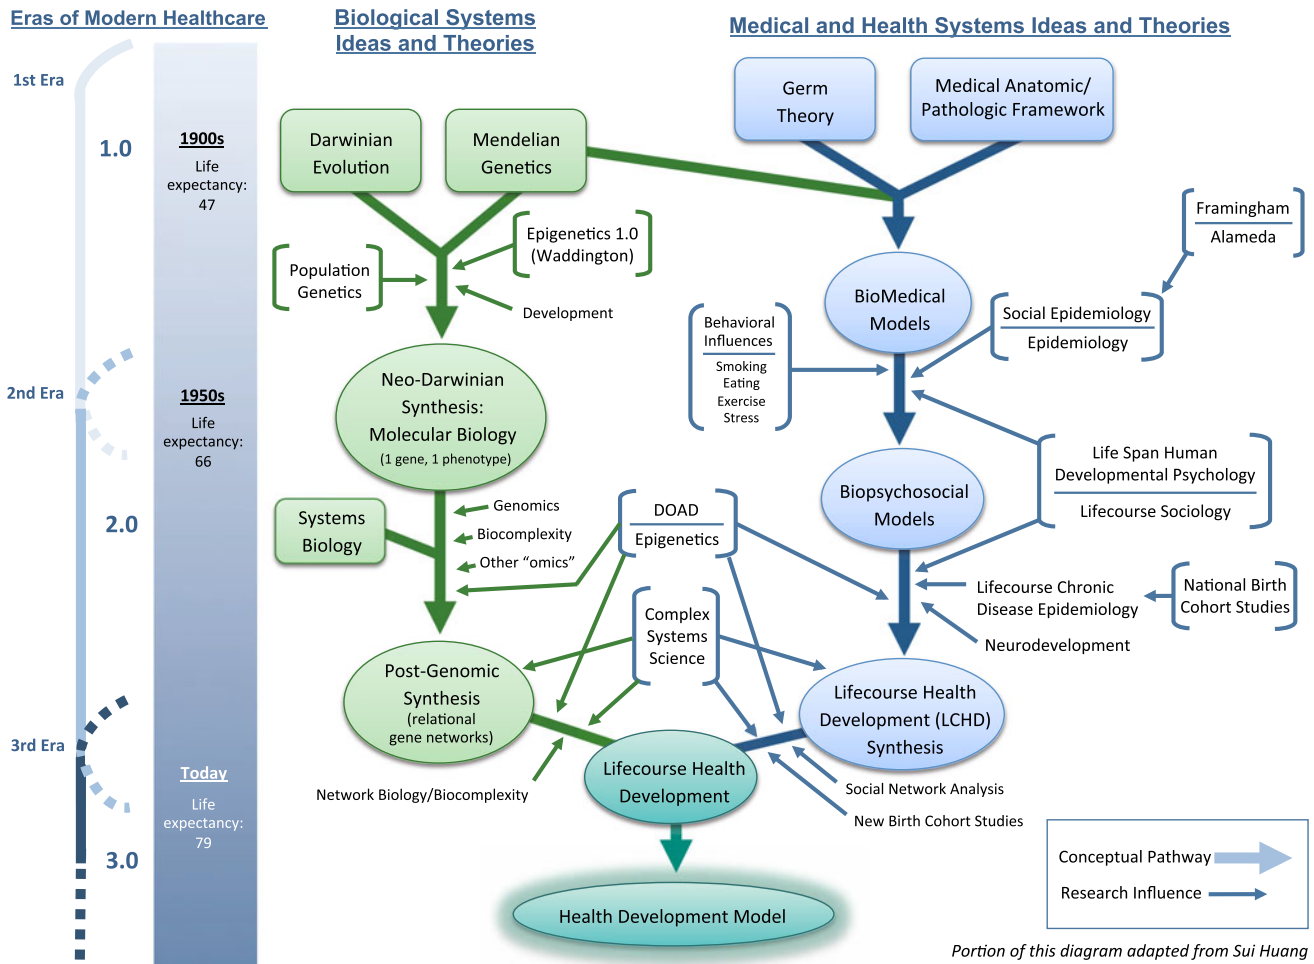 Eras of Modern Healthcare
Biological Systems
Ideas and Theories
Medical and Health Systems Ideas and Theories
1st Era
1.0
1900s
Life
expectancy:
47
2nd Era
1950s
Life
expectancy:
66
2.0
3rd Era
Today
Life
expectancy:
79
3.0
Darwinian
Evolution
Mendelian
Genetics
Germ
Theory
Medical Anatomic/
Pathologic Framework
Population
Genetics
Epigenetics 1.0
(Waddington)
Development
Framingham
Alameda
BioMedical
Models
Social Epidemiology
Epidemiology
Behavioral
Influences
Smoking
Eating
Exercise
Stress
Neo-Darwinian
Synthesis:
Molecular Biology
(1 gene, 1 phenotype)
Life Span Human
Developmental Psychology
Lifecourse Sociology
Biopsychosocial
Models
Systems
Biology
Genomics
Biocomplexity
Other “omics”
DOAD
Epigenetics
Lifecourse Chronic
Disease Epidemiology
National Birth
Cohort Studies
Neurodevelopment
Complex
Systems
Science
Post-Genomic
Synthesis
(relational
gene networks)
Lifecourse Health
Development (LCHD)
Synthesis
Network Biology/Biocomplexity
Lifecourse Health
Development
Social Network Analysis
New Birth Cohort Studies
Health Development Model
Conceptual Pathway
Research Influence
Portion of this diagram adapted from Sui Huang